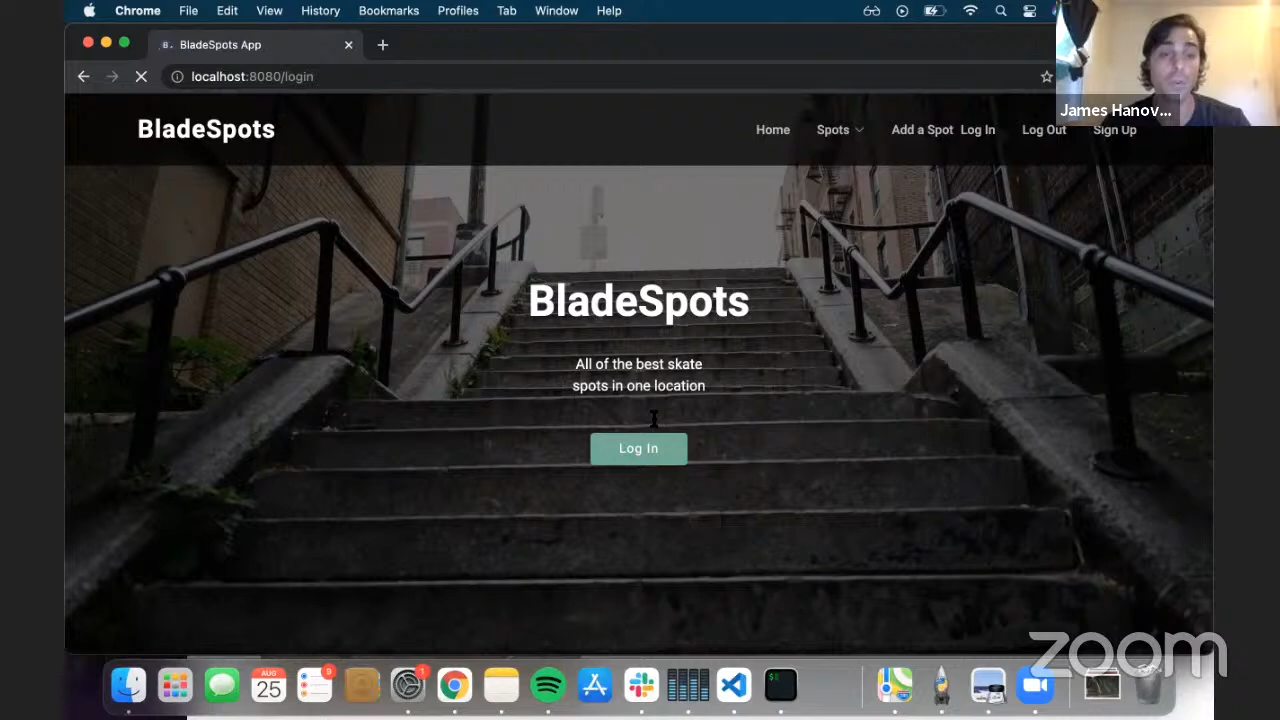 Chrome File Edit View History Bookmarks Profiles Tab Window Help
B. BladeSpots App
localhost:8080/login
James Hanov...
BladeSpots
Home Spots Add a Spot Log In Log Out Sign Up
BladeSpots
All of the best skate
spots in one location
Log In
zoom
AUG
25
9
1